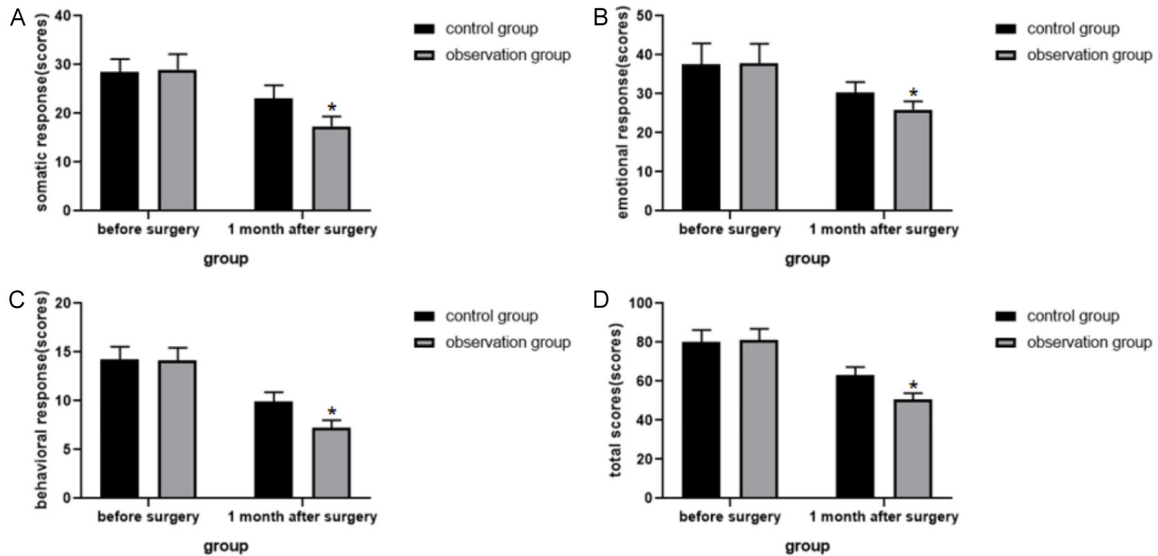 A
somatic response(scores)
40
30
20
10
0
*
before surgery
1 month after surgery
group
control group
observation group
B
emotional response(scores)
50
40
30
20
10
0
*
before surgery
1 month after surgery
group
control group
observation group
C
behavioral response(scores)
20
15
10
5
0
*
before surgery
1 month after surgery
group
control group
observation group
D
total scores(scores)
100
80
60
40
20
0
*
before surgery
1 month after surgery
group
control group
observation group